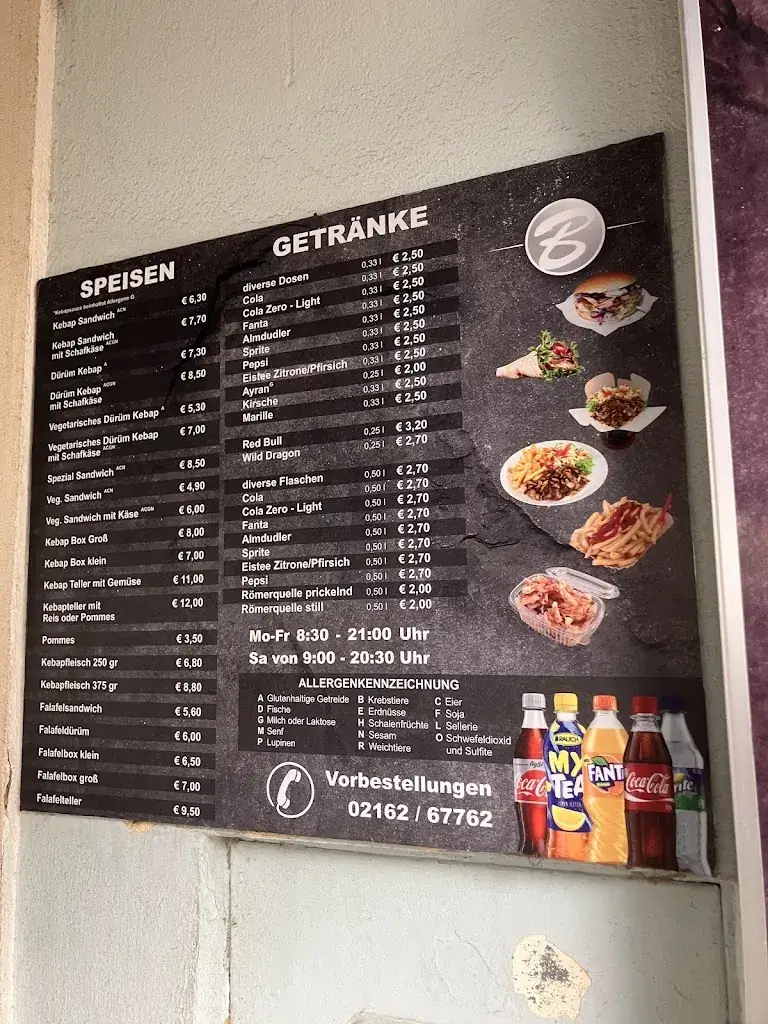 SPEISEN
*Kebapsauce beinhaltet Allergene G
Kebap Sandwich ACN € 6,30
Kebap Sandwich
mit Schafkäse ACGN € 7,70
Dürüm Kebap A € 7,30
Dürüm Kebap ACGN
mit Schafkäse € 8,50
Vegetarisches Dürüm Kebap A € 5,30
Vegetarisches Dürüm Kebap
mit Schafkäse ACGN € 7,00
Spezial Sandwich ACN € 8,50
Veg. Sandwich ACN € 4,90
Veg. Sandwich mit Käse ACGN € 6,00
Kebap Box Groß € 8,00
Kebap Box klein € 7,00
Kebap Teller mit Gemüse € 11,00
Kebapteller mit
Reis oder Pommes € 12,00
Pommes € 3,50
Kebapfleisch 250 gr € 6,80
Kebapfleisch 375 gr € 8,80
Falafelsandwich € 5,60
Falafeldürüm € 6,00
Falafelbox klein € 6,50
Falafelbox groß € 7,00
Falafelteller € 9,50
GETRÄNKE
diverse Dosen 0,33 l € 2,50
Cola 0,33 l € 2,50
Cola Zero - Light 0,33 l € 2,50
Fanta 0,33 l € 2,50
Almdudler 0,33 l € 2,50
Sprite 0,33 l € 2,50
Pepsi 0,33 l € 2,50
Eistee Zitrone/Pfirsich 0,33 l € 2,50
Ayran G 0,25 l € 2,00
Kirsche 0,33 l € 2,50
Marille 0,33 l € 2,50
Red Bull 0,25 l € 3,20
Wild Dragon 0,25 l € 2,70
diverse Flaschen 0,50 l € 2,70
Cola 0,50 l € 2,70
Cola Zero - Light 0,50 l € 2,70
Fanta 0,50 l € 2,70
Almdudler 0,50 l € 2,70
Sprite 0,50 l € 2,70
Eistee Zitrone/Pfirsich 0,50 l € 2,70
Pepsi 0,50 l € 2,70
Römerquelle prickelnd 0,50 l € 2,00
Römerquelle still 0,50 l € 2,00
Mo-Fr 8:30 - 21:00 Uhr
Sa von 9:00 - 20:30 Uhr
ALLERGENKENNZEICHNUNG
A Glutenhaltige Getreide B Krebstiere C Eier
D Fische E Erdnüsse F Soja
G Milch oder Laktose H Schalenfrüchte L Sellerie
M Senf N Sesam O Schwefeldioxid
P Lupinen R Weichtiere und Sulfite
Vorbestellungen
02162 / 67762
B
light
RAUCH
MY
TEA
FANTA
Coca-Cola